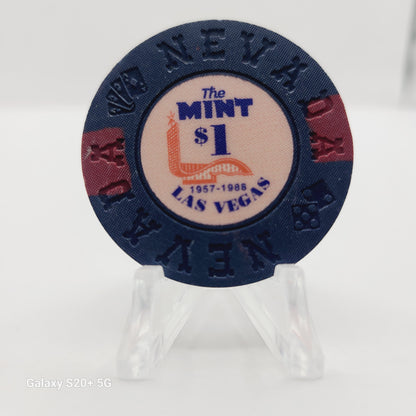 NEVADA
The
MINT
$1
1957-1988
LAS VEGAS
NEVADA
Galaxy S20+ 5G